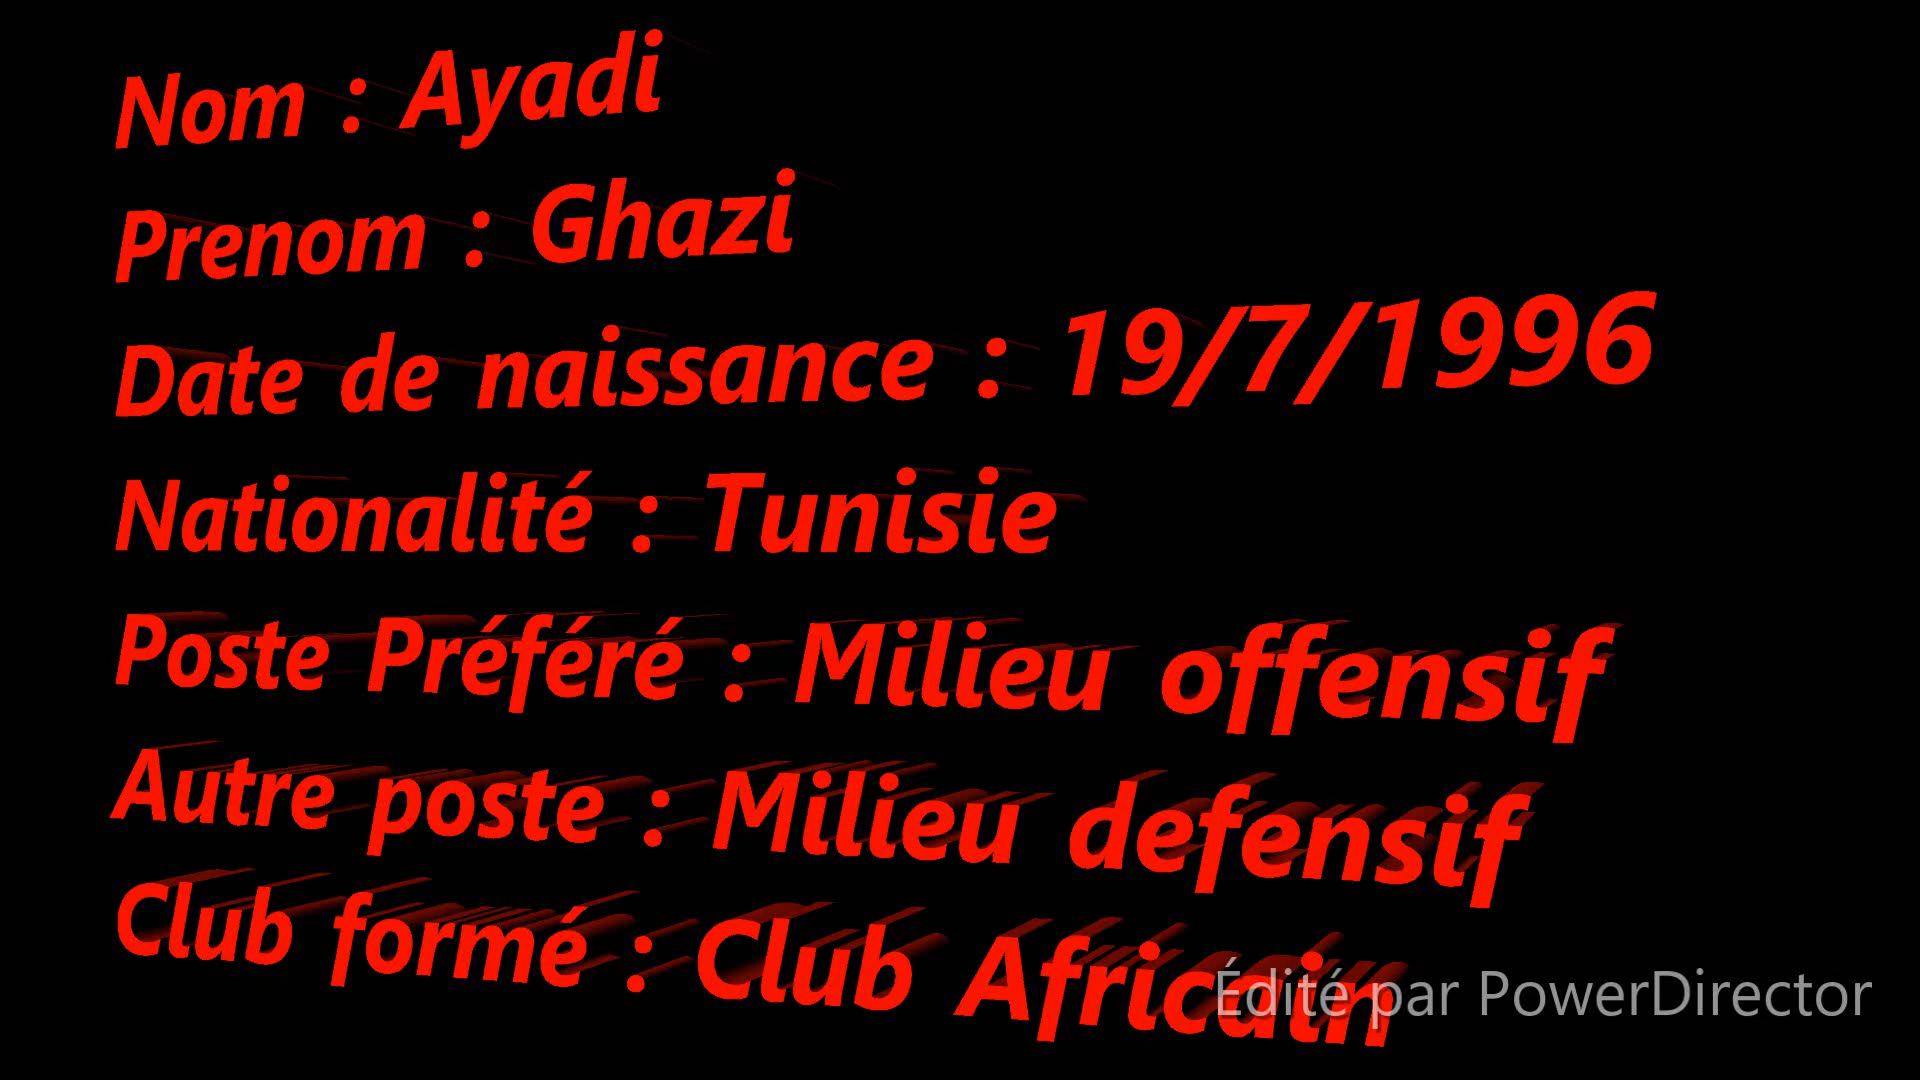 Nom : Ayadi
Prenom : Ghazi
Date de naissance : 19/7/1996
Nationalité : Tunisie
Poste Préféré : Milieu offensif
Autre poste : Milieu defensif
Club formé : Club Africain
Édité par PowerDirector